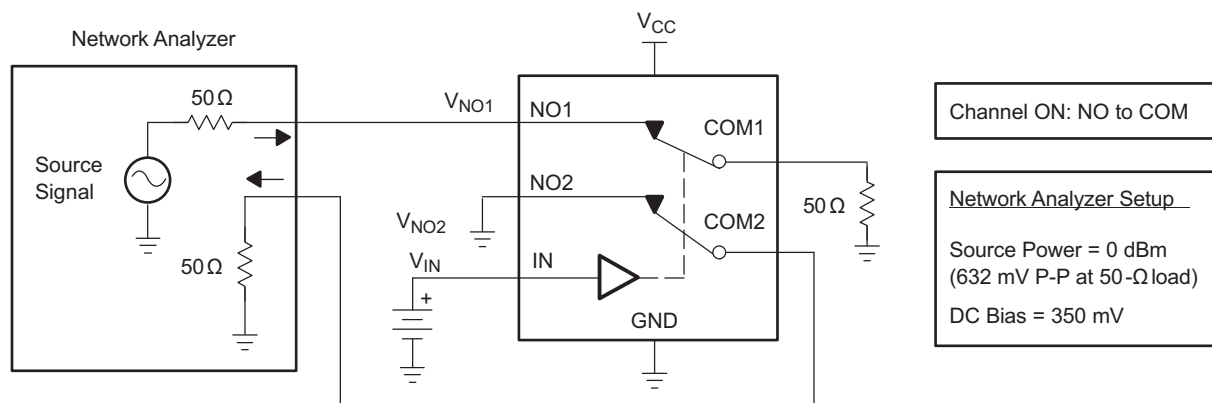 Network Analyzer
50 Ω
Source
Signal
50 Ω
V_NO1
V_NO2
V_IN
+
V_CC
NO1
COM1
NO2
COM2
IN
GND
50 Ω
Channel ON: NO to COM
Network Analyzer Setup
Source Power = 0 dBm
(632 mV P-P at 50-Ω load)
DC Bias = 350 mV